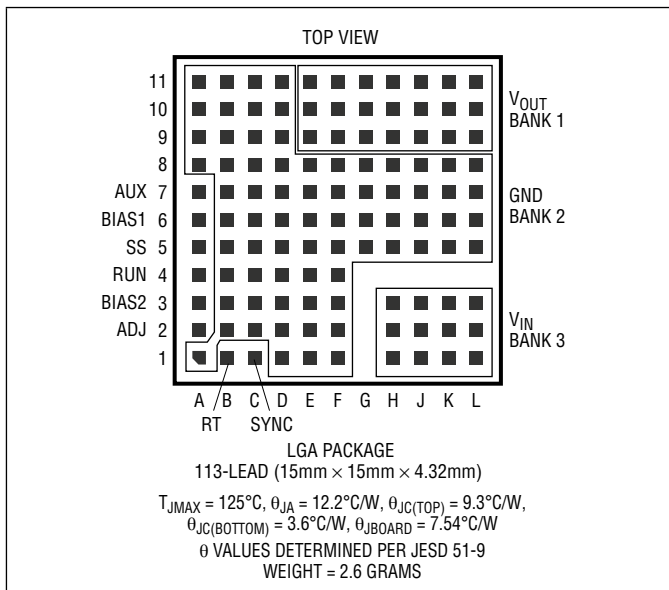 TOP VIEW
11
10
9
8
AUX 7
BIAS1 6
SS 5
RUN 4
BIAS2 3
ADJ 2
1
VOUT
BANK 1
GND
BANK 2
VIN
BANK 3
A B C D E F G H J K L
RT SYNC
LGA PACKAGE
113-LEAD (15mm × 15mm × 4.32mm)
TJMAX = 125°C, θJA = 12.2°C/W, θJC(TOP) = 9.3°C/W,
θJC(BOTTOM) = 3.6°C/W, θJBOARD = 7.54°C/W
θ VALUES DETERMINED PER JESD 51-9
WEIGHT = 2.6 GRAMS